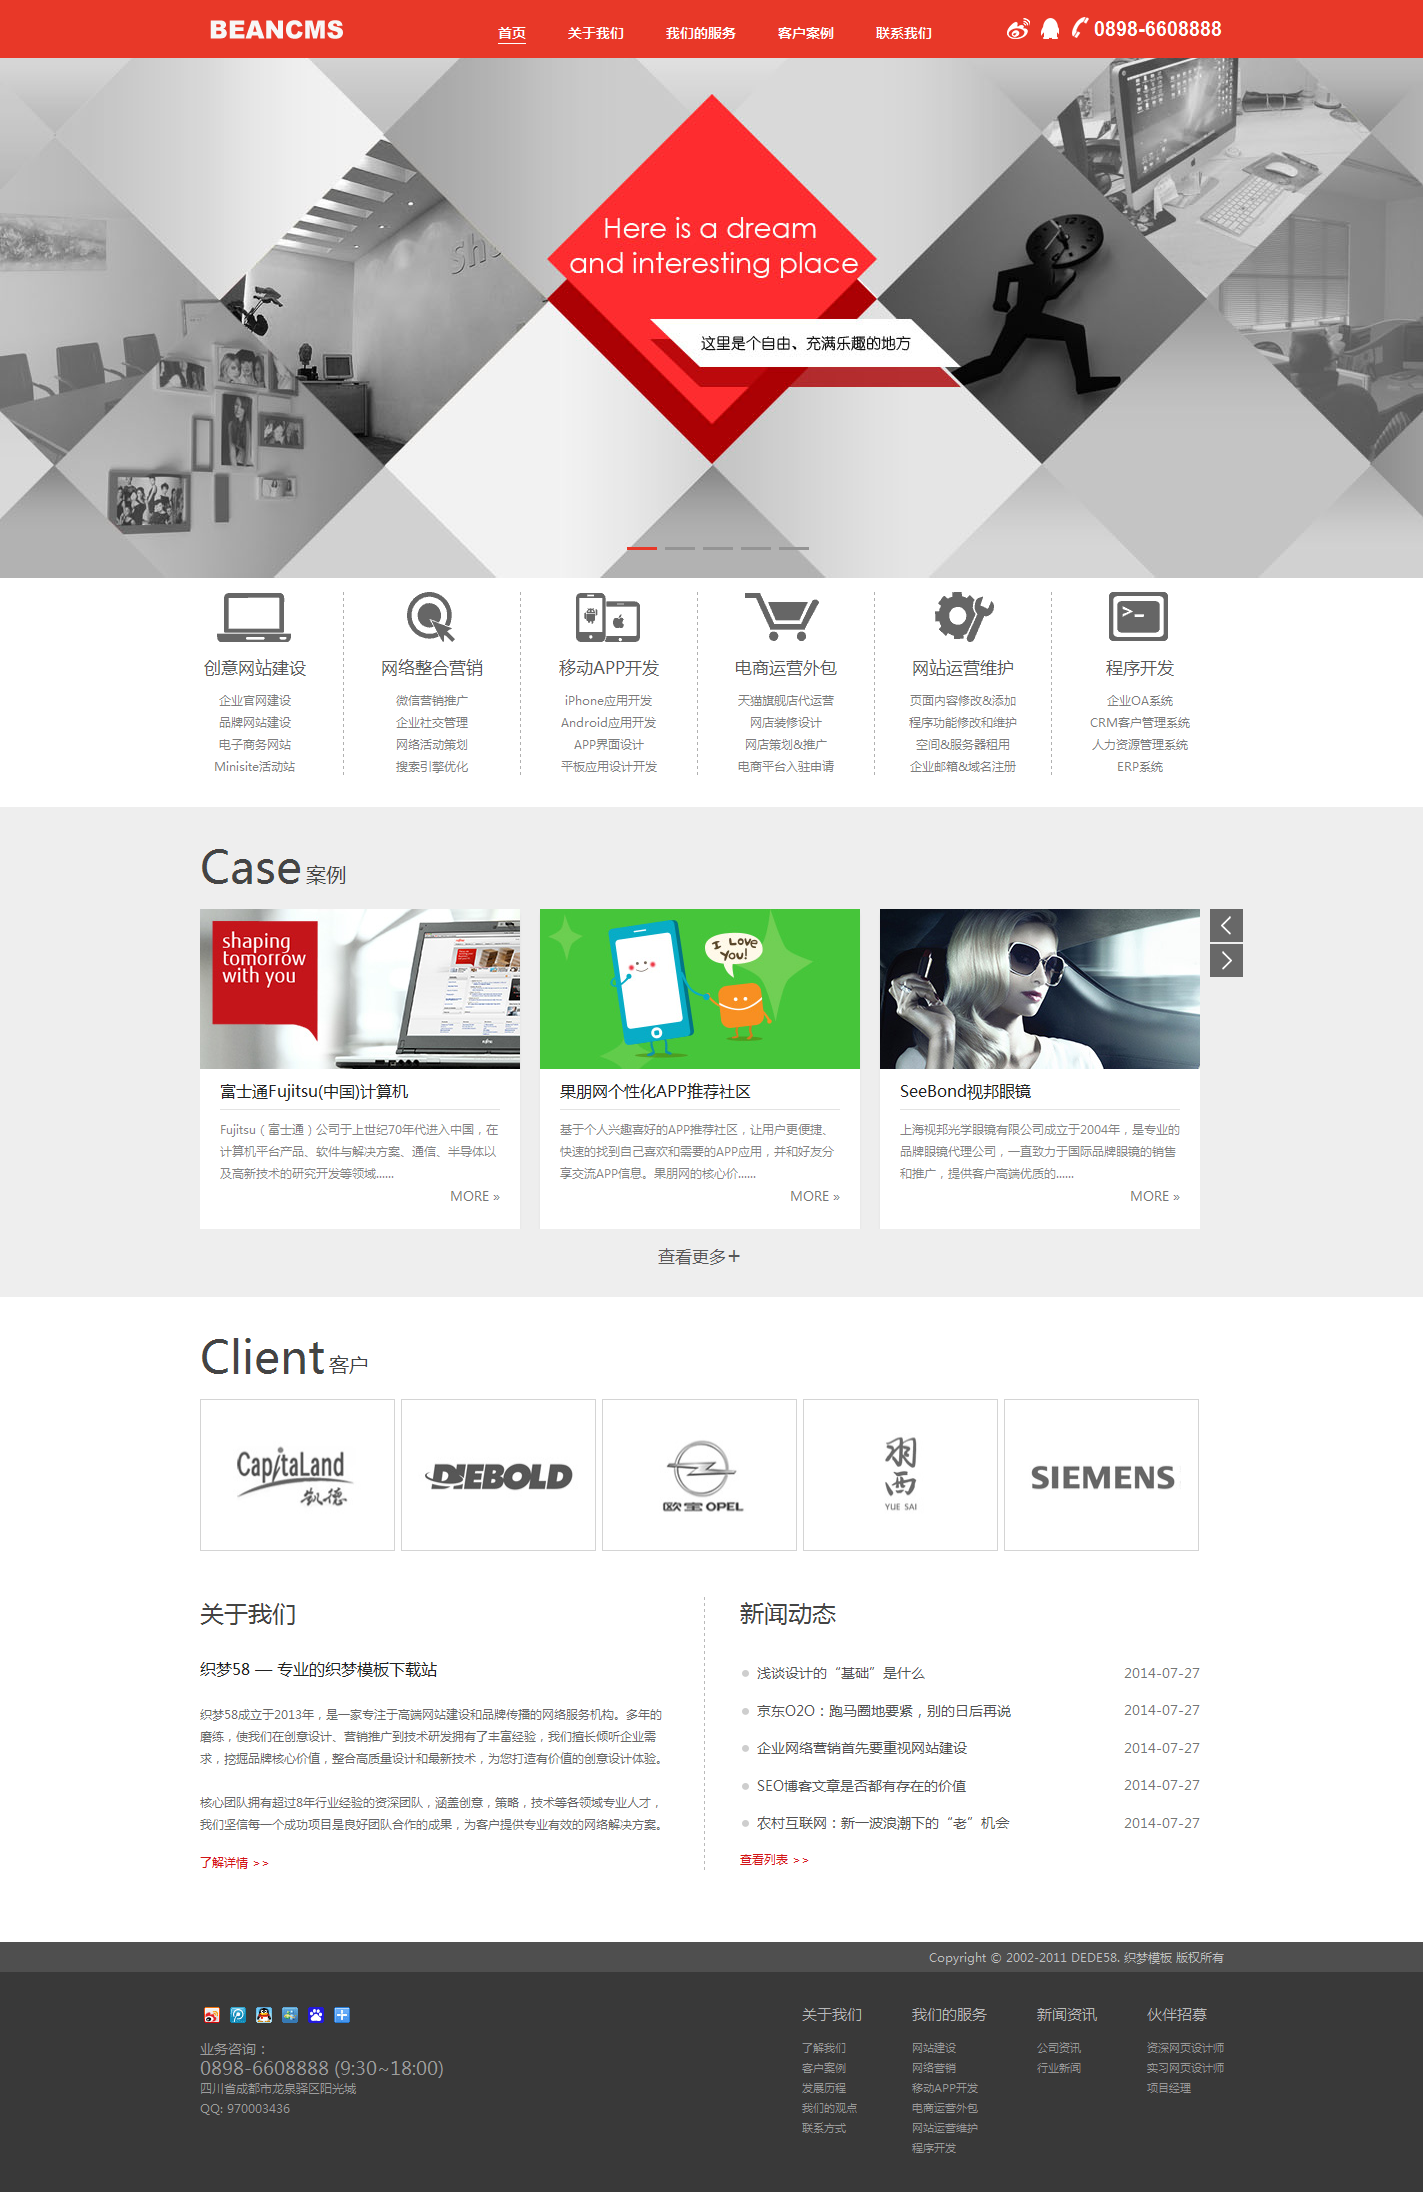 BEANCMS
首页 关于我们 我们的服务 客户案例 联系我们
0898-6608888
Here is a dream
and interesting place
这里是个自由、充满乐趣的地方
创意网站建设
企业官网建设
品牌网站建设
电子商务网站
Minisite活动站
网络整合营销
微信营销推广
企业社交管理
网络活动策划
搜索引擎优化
移动APP开发
iPhone应用开发
Android应用开发
APP界面设计
平板应用设计开发
电商运营外包
天猫旗舰店代运营
网店装修设计
网店策划&推广
电商平台入驻申请
网站运营维护
页面内容修改&添加
程序功能修改和维护
空间&服务器租用
企业邮箱&域名注册
程序开发
企业OA系统
CRM客户管理系统
人力资源管理系统
ERP系统
Case 案例
shaping
tomorrow
with you
富士通Fujitsu(中国)计算机
Fujitsu（富士通）公司于上世纪70年代进入中国，在
计算机平台产品、软件与解决方案、通信、半导体以
及高新技术的研究开发等领域......
MORE »
I Love
You!
果朋网个性化APP推荐社区
基于个人兴趣喜好的APP推荐社区，让用户更便捷、
快速的找到自己喜欢和需要的APP应用，并和好友分
享交流APP信息。果朋网的核心价......
MORE »
SeeBond视邦眼镜
上海视邦光学眼镜有限公司成立于2004年，是专业的
品牌眼镜代理公司，一直致力于国际品牌眼镜的销售
和推广，提供客户高端优质的......
MORE »
查看更多+
Client 客户
CapitaLand
凯德
DIEBOLD
欧宝 OPEL
羽西
YUE SAI
SIEMENS
关于我们
织梦58 — 专业的织梦模板下载站
织梦58成立于2013年，是一家专注于高端网站建设和品牌传播的网络服务机构。多年的
磨练，使我们在创意设计、营销推广到技术研发拥有了丰富经验，我们擅长倾听企业需
求，挖掘品牌核心价值，整合高质量设计和最新技术，为您打造有价值的创意设计体验。
核心团队拥有超过8年行业经验的资深团队，涵盖创意，策略，技术等各领域专业人才，
我们坚信每一个成功项目是良好团队合作的成果，为客户提供专业有效的网络解决方案。
了解详情 >>
新闻动态
浅谈设计的“基础”是什么 2014-07-27
京东O2O：跑马圈地要紧，别的日后再说 2014-07-27
企业网络营销首先要重视网站建设 2014-07-27
SEO博客文章是否都有存在的价值 2014-07-27
农村互联网：新一波浪潮下的“老”机会 2014-07-27
查看列表 >>
Copyright © 2002-2011 DEDE58. 织梦模板 版权所有
业务咨询：
0898-6608888 (9:30~18:00)
四川省成都市龙泉驿区阳光城
QQ: 970003436
关于我们
了解我们
客户案例
发展历程
我们的观点
联系方式
我们的服务
网站建设
网络营销
移动APP开发
电商运营外包
网站运营维护
程序开发
新闻资讯
公司资讯
行业新闻
伙伴招募
资深网页设计师
实习网页设计师
项目经理